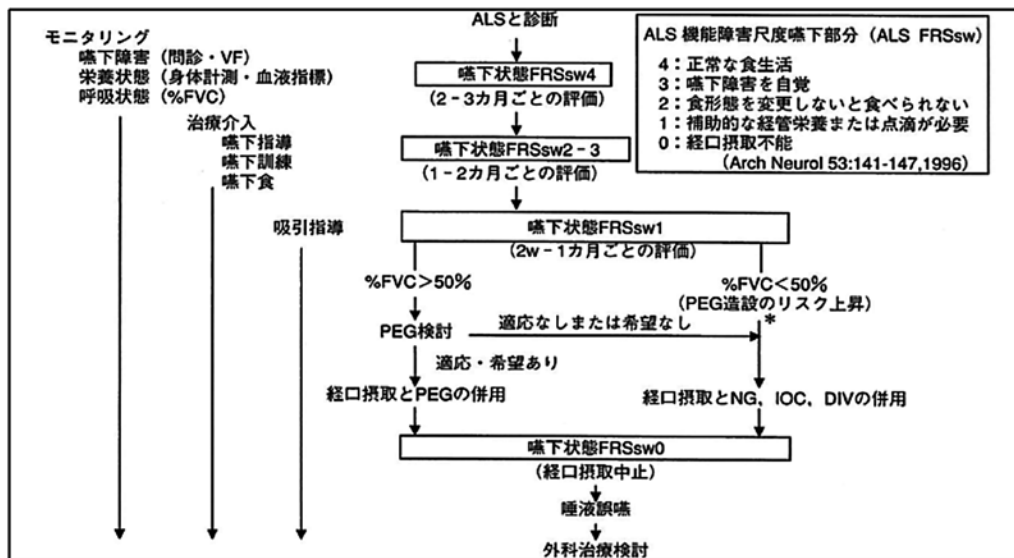 ALSと診断
ALS 機能障害尺度嚥下部分（ALS FRSsw）
4：正常な食生活
3：嚥下障害を自覚
2：食形態を変更しないと食べられない
1：補助的な経管栄養または点滴が必要
0：経口摂取不能
(Arch Neurol 53:141-147,1996)
モニタリング
嚥下障害（問診・VF）
栄養状態（身体計測・血液指標）
呼吸状態（%FVC）
治療介入
嚥下指導
嚥下訓練
嚥下食
吸引指導
嚥下状態FRSsw4
(2－3カ月ごとの評価)
嚥下状態FRSsw2－3
(1－2カ月ごとの評価)
嚥下状態FRSsw1
(2w－1カ月ごとの評価)
%FVC>50%
%FVC<50%
(PEG造設のリスク上昇)
*
PEG検討
適応なしまたは希望なし
適応・希望あり
経口摂取とPEGの併用
経口摂取とNG、IOC、DIVの併用
嚥下状態FRSsw0
(経口摂取中止)
唾液誤嚥
外科治療検討